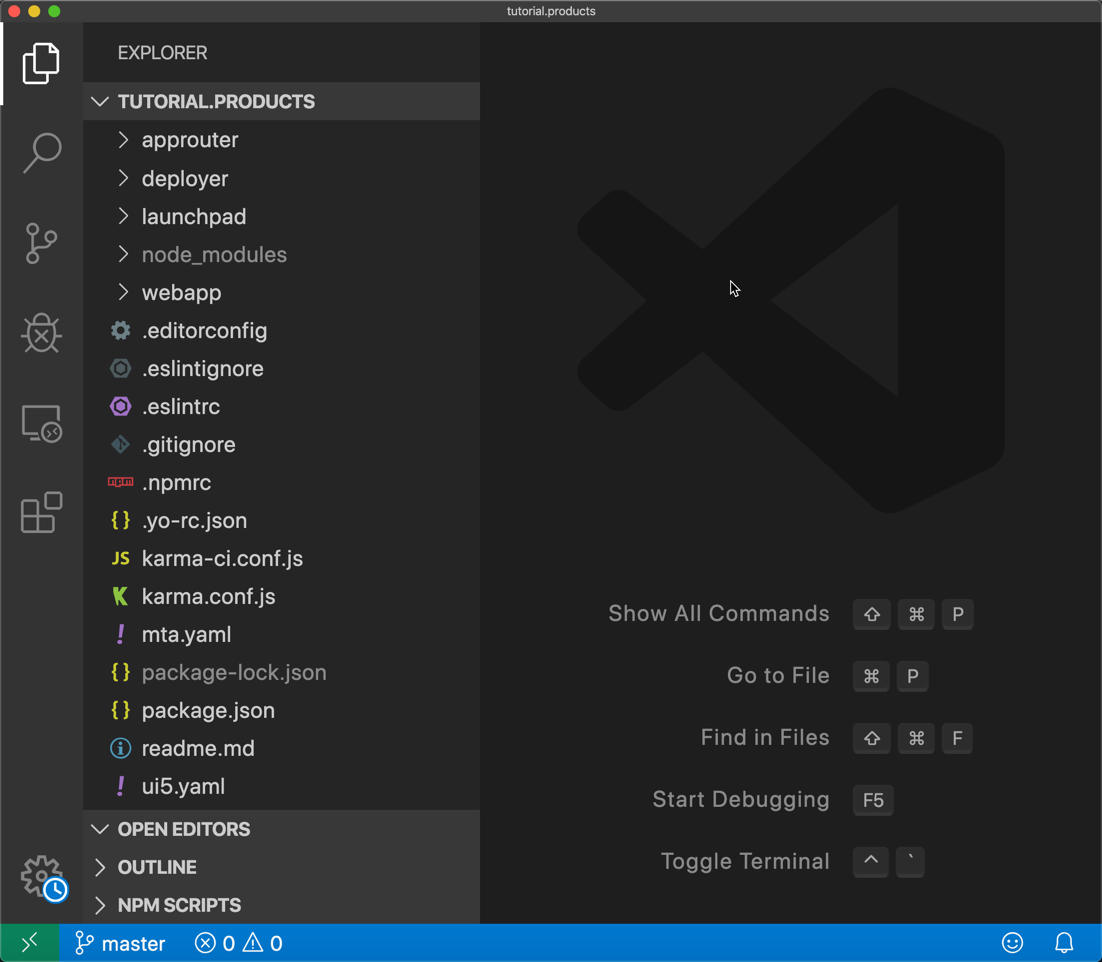 tutorial.products
EXPLORER
TUTORIAL.PRODUCTS
approuter
deployer
launchpad
node_modules
webapp
.editorconfig
.eslintignore
.eslintrc
.gitignore
npm .npmrc
{ } .yo-rc.json
JS karma-ci.conf.js
karma.conf.js
! mta.yaml
{ } package-lock.json
{ } package.json
readme.md
! ui5.yaml
OPEN EDITORS
OUTLINE
NPM SCRIPTS
Show All Commands ⇧ ⌘ P
Go to File ⌘ P
Find in Files ⇧ ⌘ F
Start Debugging F5
Toggle Terminal ^ `
master 0 0